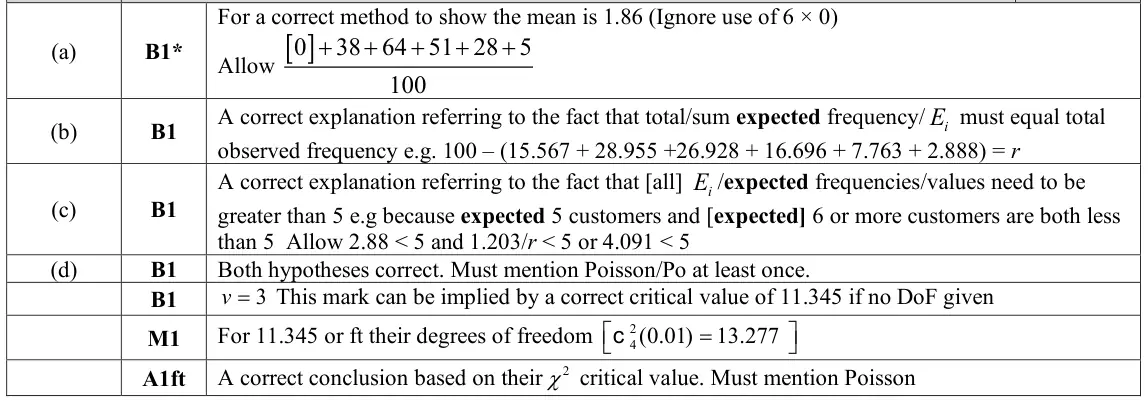 For a correct method to show the mean is 1.86 (Ignore use of 6 × 0)
(a) B1* Allow ([0] + 38 + 64 + 51 + 28 + 5) / 100
(b) B1 A correct explanation referring to the fact that total/sum expected frequency/ E_i must equal total
observed frequency e.g. 100 – (15.567 + 28.955 +26.928 + 16.696 + 7.763 + 2.888) = r
(c) B1 A correct explanation referring to the fact that [all] E_i /expected frequencies/values need to be
greater than 5 e.g because expected 5 customers and [expected] 6 or more customers are both less
than 5 Allow 2.88 < 5 and 1.203/r < 5 or 4.091 < 5
(d) B1 Both hypotheses correct. Must mention Poisson/Po at least once.
B1 v = 3 This mark can be implied by a correct critical value of 11.345 if no DoF given
M1 For 11.345 or ft their degrees of freedom [c²₄(0.01) = 13.277 ]
A1ft A correct conclusion based on their χ² critical value. Must mention Poisson